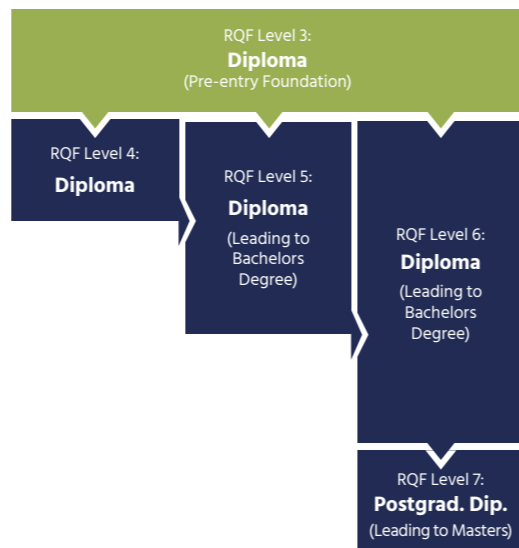 RQF Level 3:
Diploma
(Pre-entry Foundation)
RQF Level 4:
Diploma
RQF Level 5:
Diploma
(Leading to
Bachelors
Degree)
RQF Level 6:
Diploma
(Leading to
Bachelors
Degree)
RQF Level 7:
Postgrad. Dip.
(Leading to Masters)